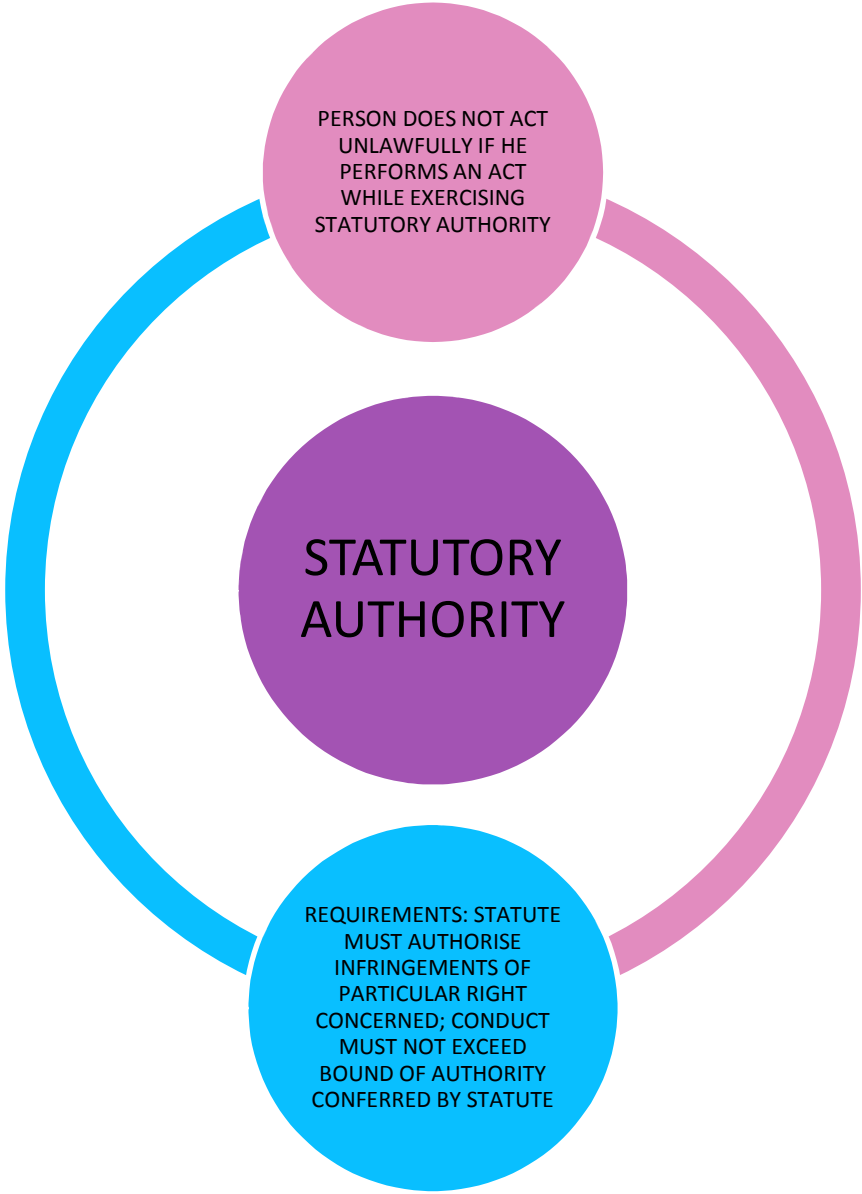 PERSON DOES NOT ACT
UNLAWFULLY IF HE
PERFORMS AN ACT
WHILE EXERCISING
STATUTORY AUTHORITY
STATUTORY
AUTHORITY
REQUIREMENTS: STATUTE
MUST AUTHORISE
INFRINGEMENTS OF
PARTICULAR RIGHT
CONCERNED; CONDUCT
MUST NOT EXCEED
BOUND OF AUTHORITY
CONFERRED BY STATUTE